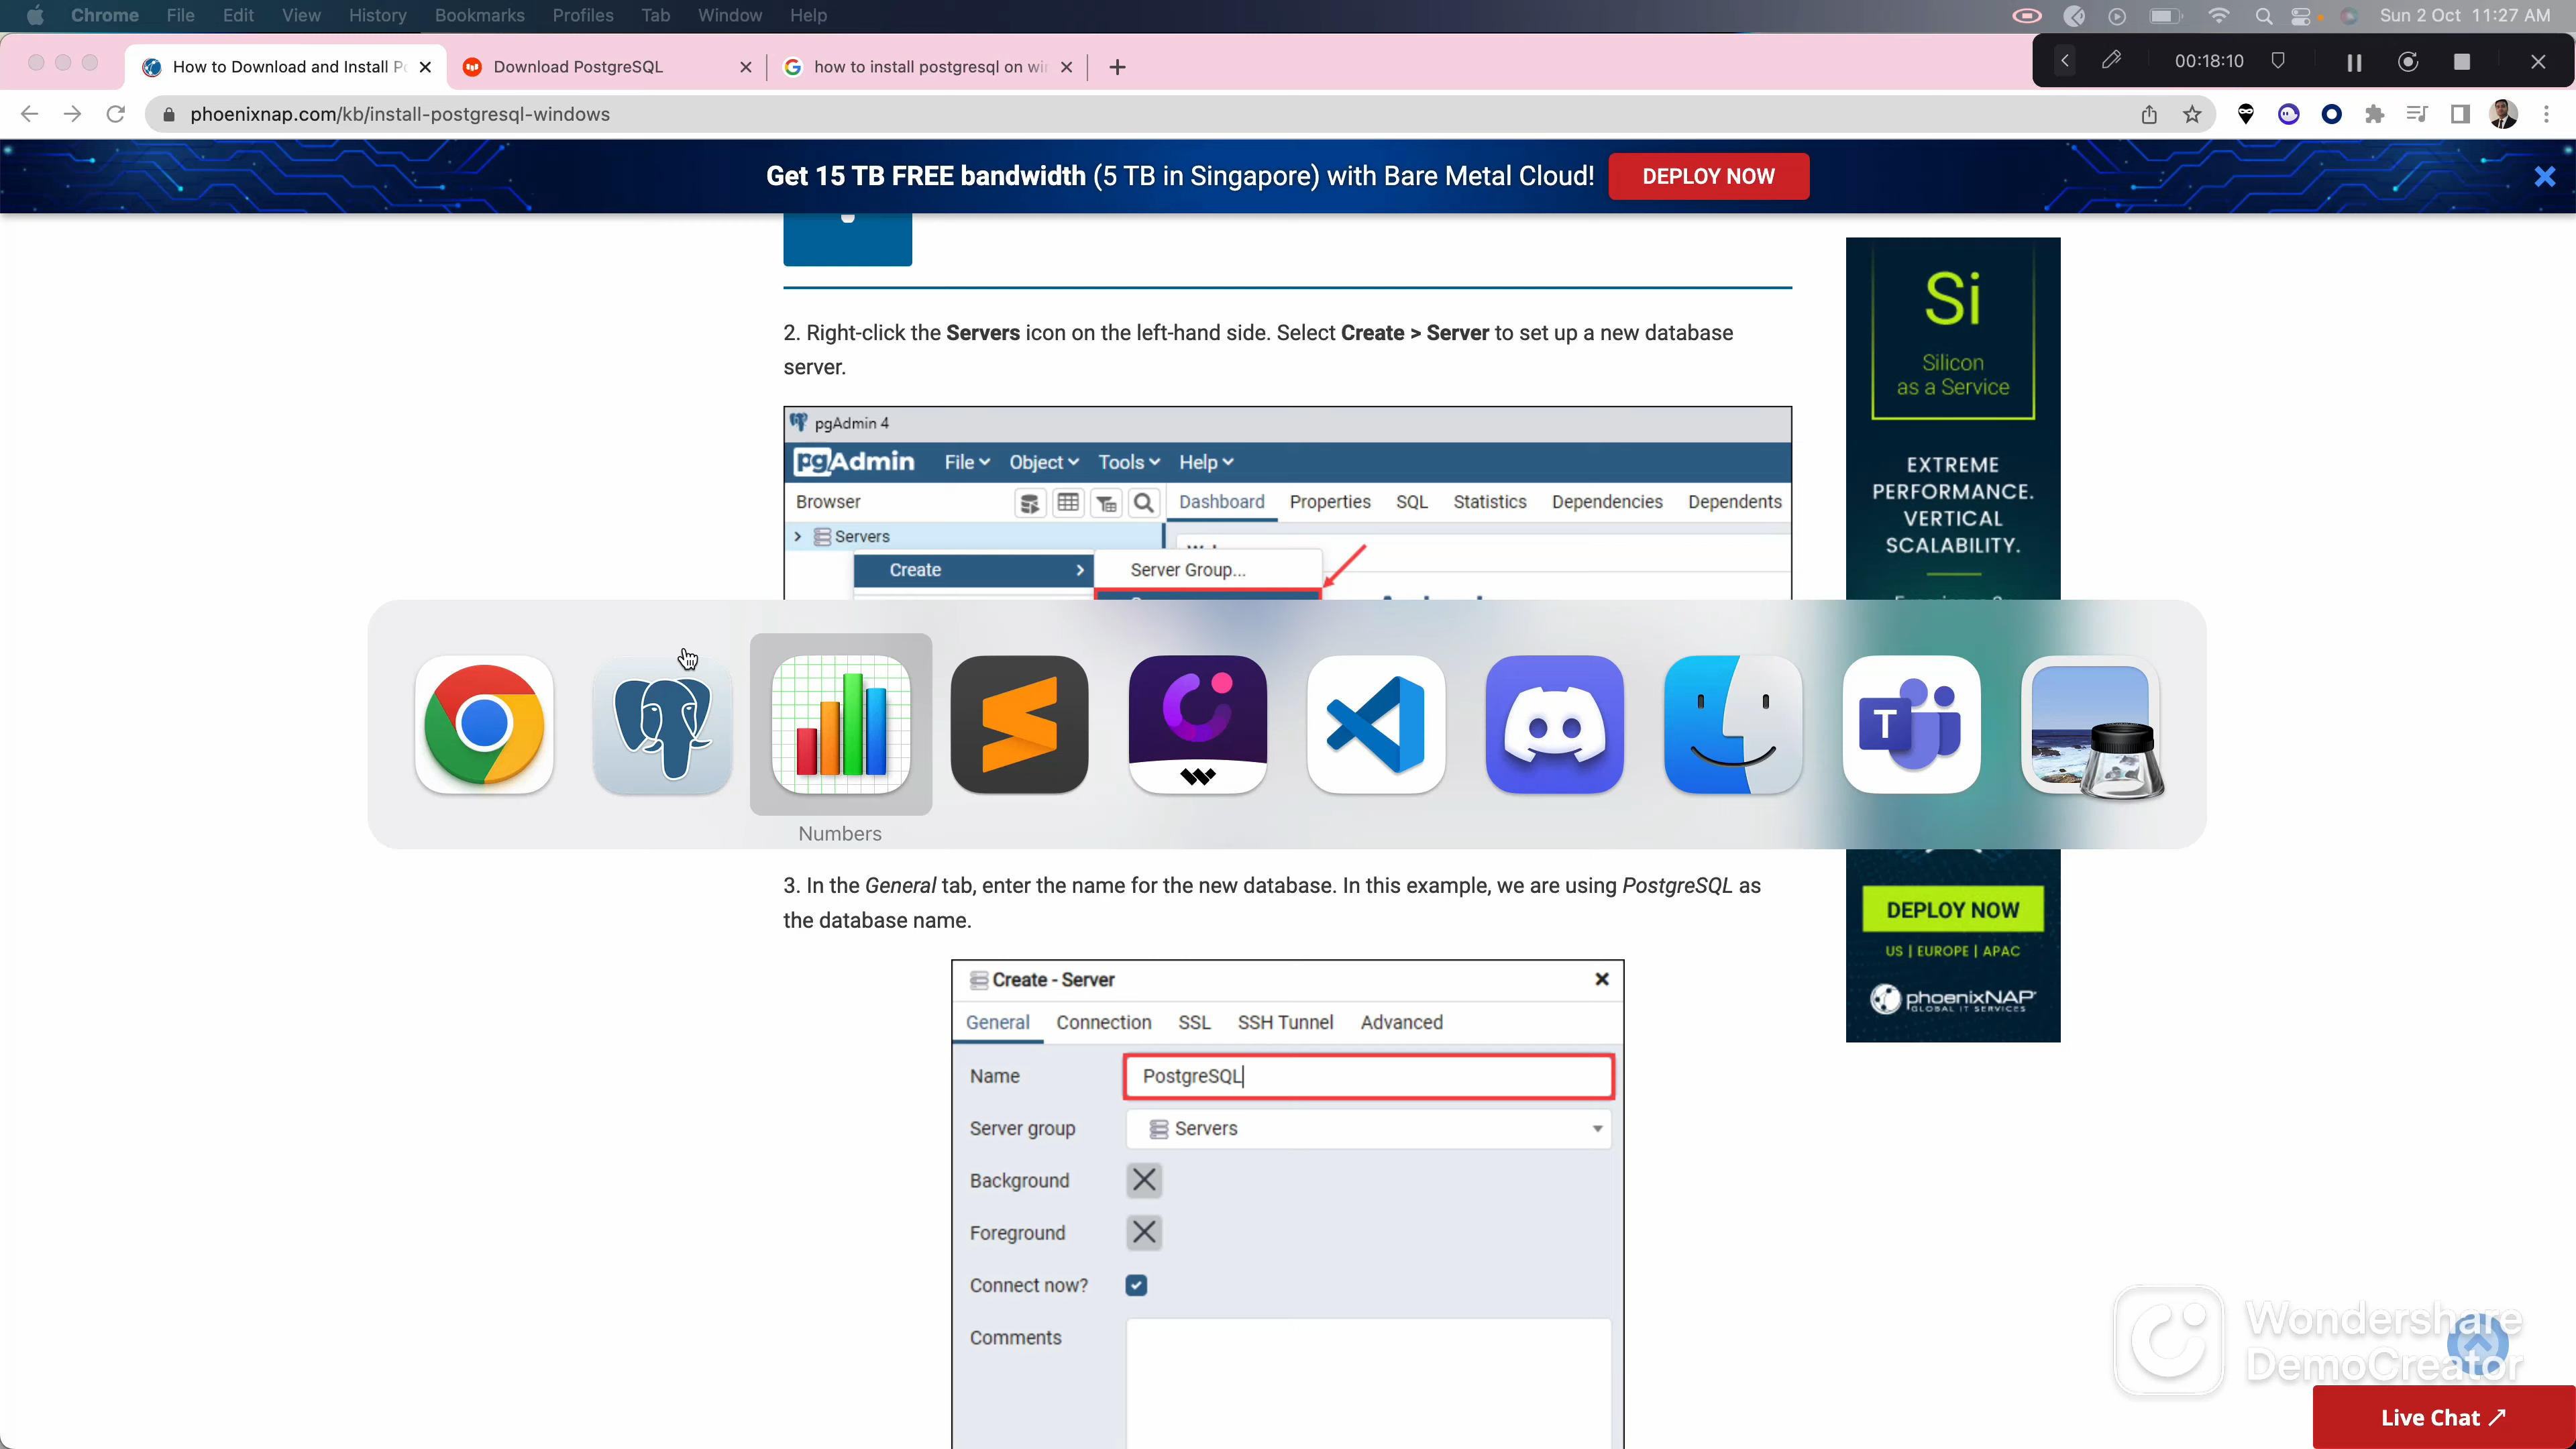 Chrome File Edit View History Bookmarks Profiles Tab Window Help Sun 2 Oct 11:27 AM
How to Download and Install Po
Download PostgreSQL
how to install postgresql on win
00:18:10
phoenixnap.com/kb/install-postgresql-windows
Get 15 TB FREE bandwidth (5 TB in Singapore) with Bare Metal Cloud! DEPLOY NOW
2. Right-click the Servers icon on the left-hand side. Select Create > Server to set up a new database
server.
pgAdmin 4
pgAdmin File Object Tools Help
Browser Dashboard Properties SQL Statistics Dependencies Dependents
Servers
Create Server Group...
Numbers
3. In the General tab, enter the name for the new database. In this example, we are using PostgreSQL as
the database name.
Create - Server
General Connection SSL SSH Tunnel Advanced
Name PostgreSQL
Server group Servers
Background
Foreground
Connect now?
Comments
Si
Silicon
as a Service
EXTREME
PERFORMANCE.
VERTICAL
SCALABILITY.
T
DEPLOY NOW
US | EUROPE | APAC
phoenixNAP
GLOBAL IT SERVICES
Wondershare
DemoCreator
Live Chat